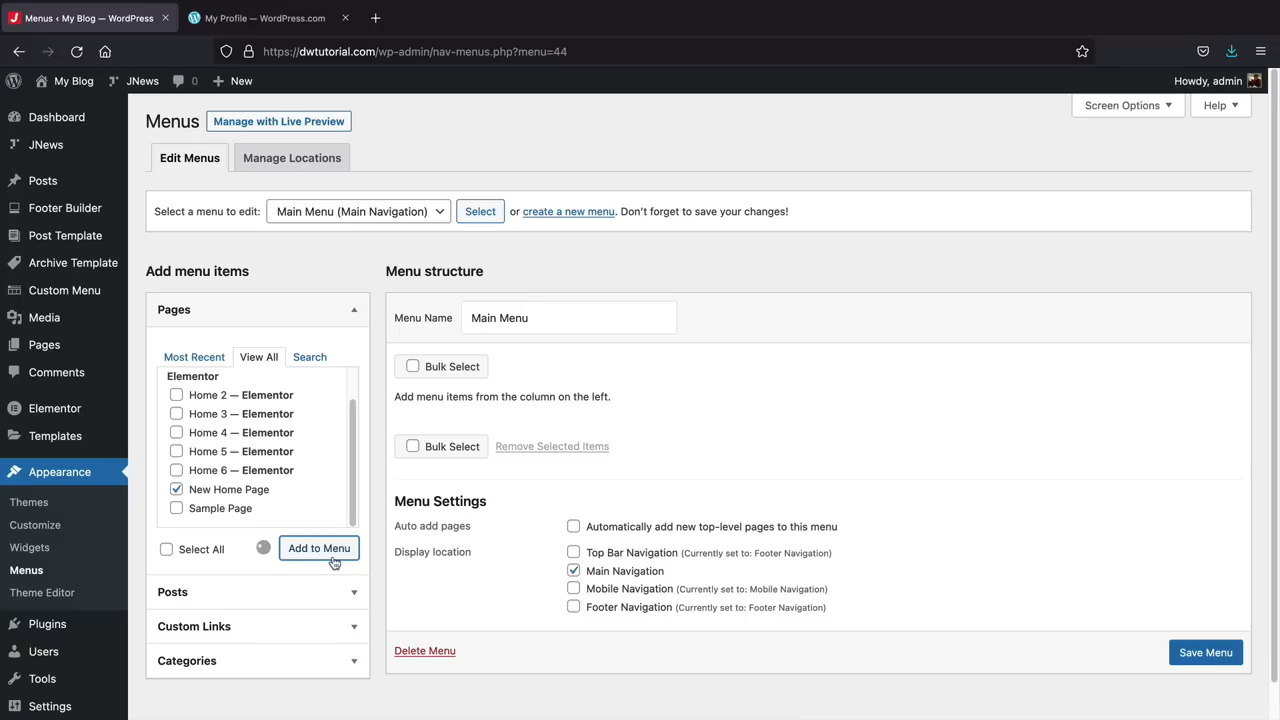 Menus ‹ My Blog — WordPress
My Profile — WordPress.com
https://dwtutorial.com/wp-admin/nav-menus.php?menu=44
My Blog
JNews
0
New
Howdy, admin
Dashboard
JNews
Posts
Footer Builder
Post Template
Archive Template
Custom Menu
Media
Pages
Comments
Elementor
Templates
Appearance
Themes
Customize
Widgets
Menus
Theme Editor
Plugins
Users
Tools
Settings
Screen Options
Help
Menus
Manage with Live Preview
Edit Menus
Manage Locations
Select a menu to edit: Main Menu (Main Navigation) Select or create a new menu. Don’t forget to save your changes!
Add menu items
Pages
Most Recent View All Search
Elementor
Home 2 — Elementor
Home 3 — Elementor
Home 4 — Elementor
Home 5 — Elementor
Home 6 — Elementor
New Home Page
Sample Page
Select All
Add to Menu
Posts
Custom Links
Categories
Menu structure
Menu Name Main Menu
Bulk Select
Add menu items from the column on the left.
Bulk Select Remove Selected Items
Menu Settings
Auto add pages Automatically add new top-level pages to this menu
Display location Top Bar Navigation (Currently set to: Footer Navigation)
Main Navigation
Mobile Navigation (Currently set to: Mobile Navigation)
Footer Navigation (Currently set to: Footer Navigation)
Delete Menu
Save Menu